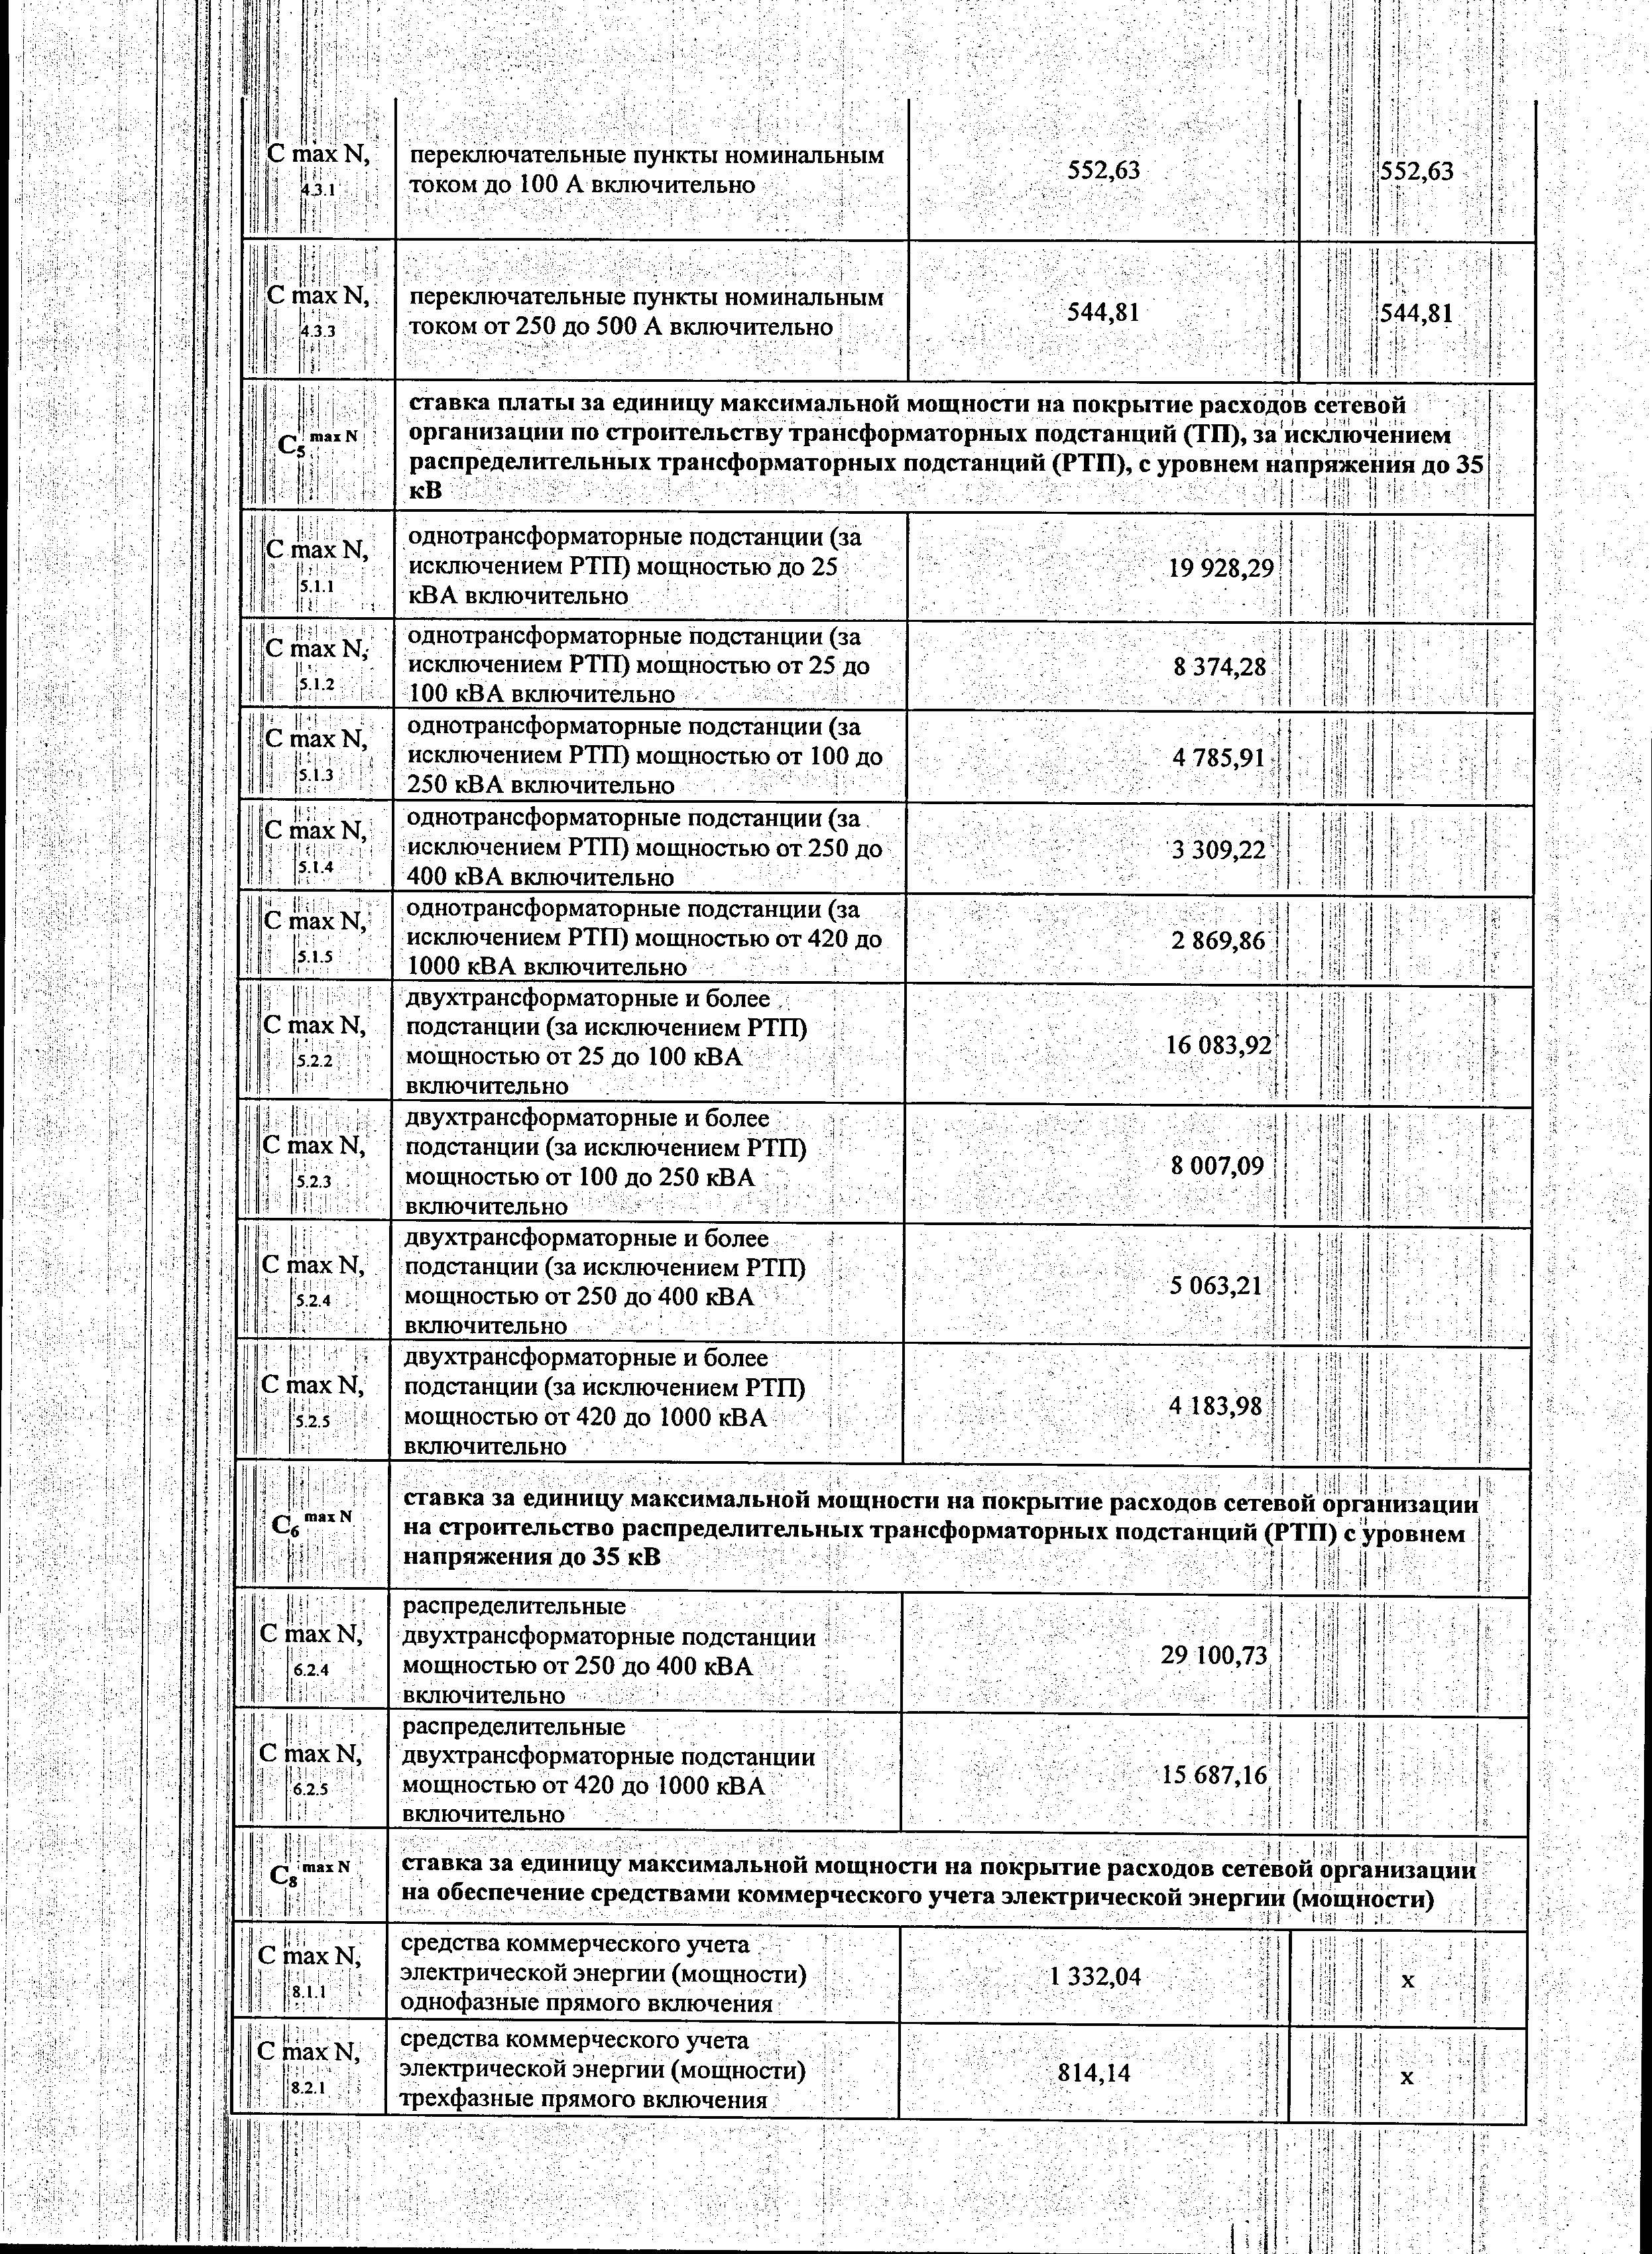 C max N,
4.3.1
переключательные пункты номинальным
током до 100 А включительно
552,63
552,63
C max N,
4.3.3
переключательные пункты номинальным
током от 250 до 500 А включительно
544,81
544,81
C5 max N
ставка платы за единицу максимальной мощности на покрытие расходов сетевой
организации по строительству трансформаторных подстанций (ТП), за исключением
распределительных трансформаторных подстанций (РТП), с уровнем напряжения до 35
кВ
C max N,
5.1.1
однотрансформаторные подстанции (за
исключением РТП) мощностью до 25
кВА включительно
19 928,29
C max N,
5.1.2
однотрансформаторные подстанции (за
исключением РТП) мощностью от 25 до
100 кВА включительно
8 374,28
C max N,
5.1.3
однотрансформаторные подстанции (за
исключением РТП) мощностью от 100 до
250 кВА включительно
4 785,91
C max N,
5.1.4
однотрансформаторные подстанции (за
исключением РТП) мощностью от 250 до
400 кВА включительно
3 309,22
C max N,
5.1.5
однотрансформаторные подстанции (за
исключением РТП) мощностью от 420 до
1000 кВА включительно
2 869,86
C max N,
5.2.2
двухтрансформаторные и более
подстанции (за исключением РТП)
мощностью от 25 до 100 кВА
включительно
16 083,92
C max N,
5.2.3
двухтрансформаторные и более
подстанции (за исключением РТП)
мощностью от 100 до 250 кВА
включительно
8 007,09
C max N,
5.2.4
двухтрансформаторные и более
подстанции (за исключением РТП)
мощностью от 250 до 400 кВА
включительно
5 063,21
C max N,
5.2.5
двухтрансформаторные и более
подстанции (за исключением РТП)
мощностью от 420 до 1000 кВА
включительно
4 183,98
C6 max N
ставка за единицу максимальной мощности на покрытие расходов сетевой организации
на строительство распределительных трансформаторных подстанций (РТП) с уровнем
напряжения до 35 кВ
C max N,
6.2.4
распределительные
двухтрансформаторные подстанции
мощностью от 250 до 400 кВА
включительно
29 100,73
C max N,
6.2.5
распределительные
двухтрансформаторные подстанции
мощностью от 420 до 1000 кВА
включительно
15 687,16
C8 max N
ставка за единицу максимальной мощности на покрытие расходов сетевой организации
на обеспечение средствами коммерческого учета электрической энергии (мощности)
C max N,
8.1.1
средства коммерческого учета
электрической энергии (мощности)
однофазные прямого включения
1 332,04
х
C max N,
8.2.1
средства коммерческого учета
электрической энергии (мощности)
трехфазные прямого включения
814,14
х